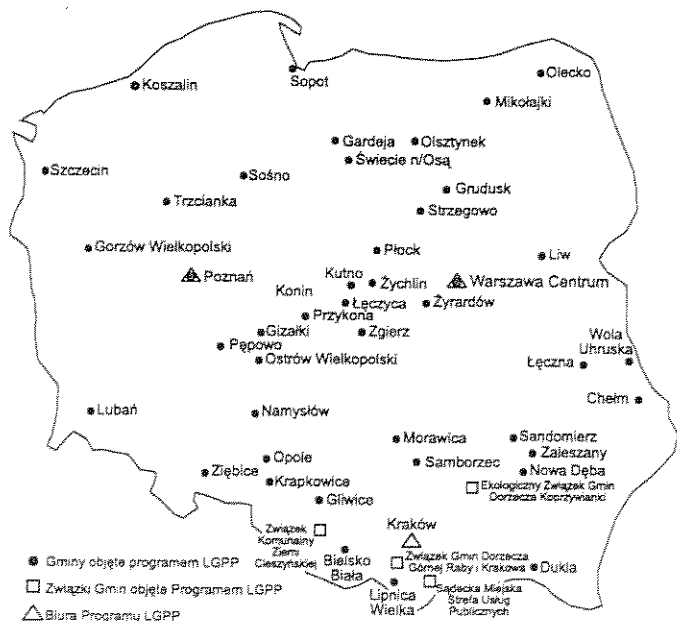 Koszalin
Sopot
Olecko
Mikołajki
Gardeja
Olsztynek
Świecie n/Osą
Szczecin
Sośno
Grudusk
Trzcianka
Strzegowo
Gorzów Wielkopolski
Płock
Liw
Poznań
Kutno
Żychlin
Warszawa Centrum
Konin
Łęczyca
Żyrardów
Przykona
Gizałki
Zgierz
Wola
Uhruska
Pępowo
Ostrów Wielkopolski
Łęczna
Chełm
Lubań
Namysłów
Morawica
Sandomierz
Opole
Samborzec
Zaleszany
Ziębice
Krapkowice
Nowa Dęba
Gliwice
Ekologiczny Związek Gmin
Dorzecza Koprzywianki
Związek
Komunalny
Ziemi
Cieszyńskiej
Kraków
Bielsko
Biała
Związek Gmin Dorzecza
Górnej Raby i Krakowa
Dukla
Lipnica
Wielka
Sądecka Miejska
Strefa Usług
Publicznych
Gminy objęte programem LGPP
Związki Gmin objęte Programem LGPP
Biura Programu LGPP